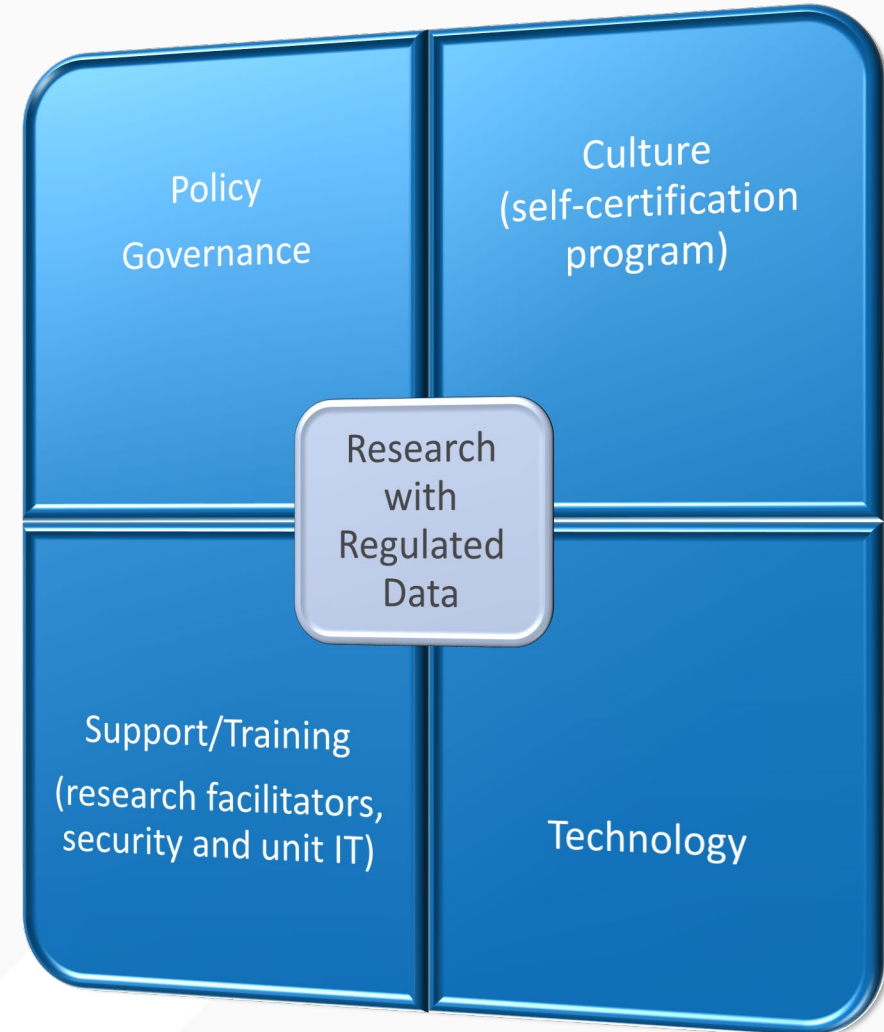 Policy
Governance
Culture
(self-certification
program)
Research
with
Regulated
Data
Support/Training
(research facilitators,
security and unit IT)
Technology